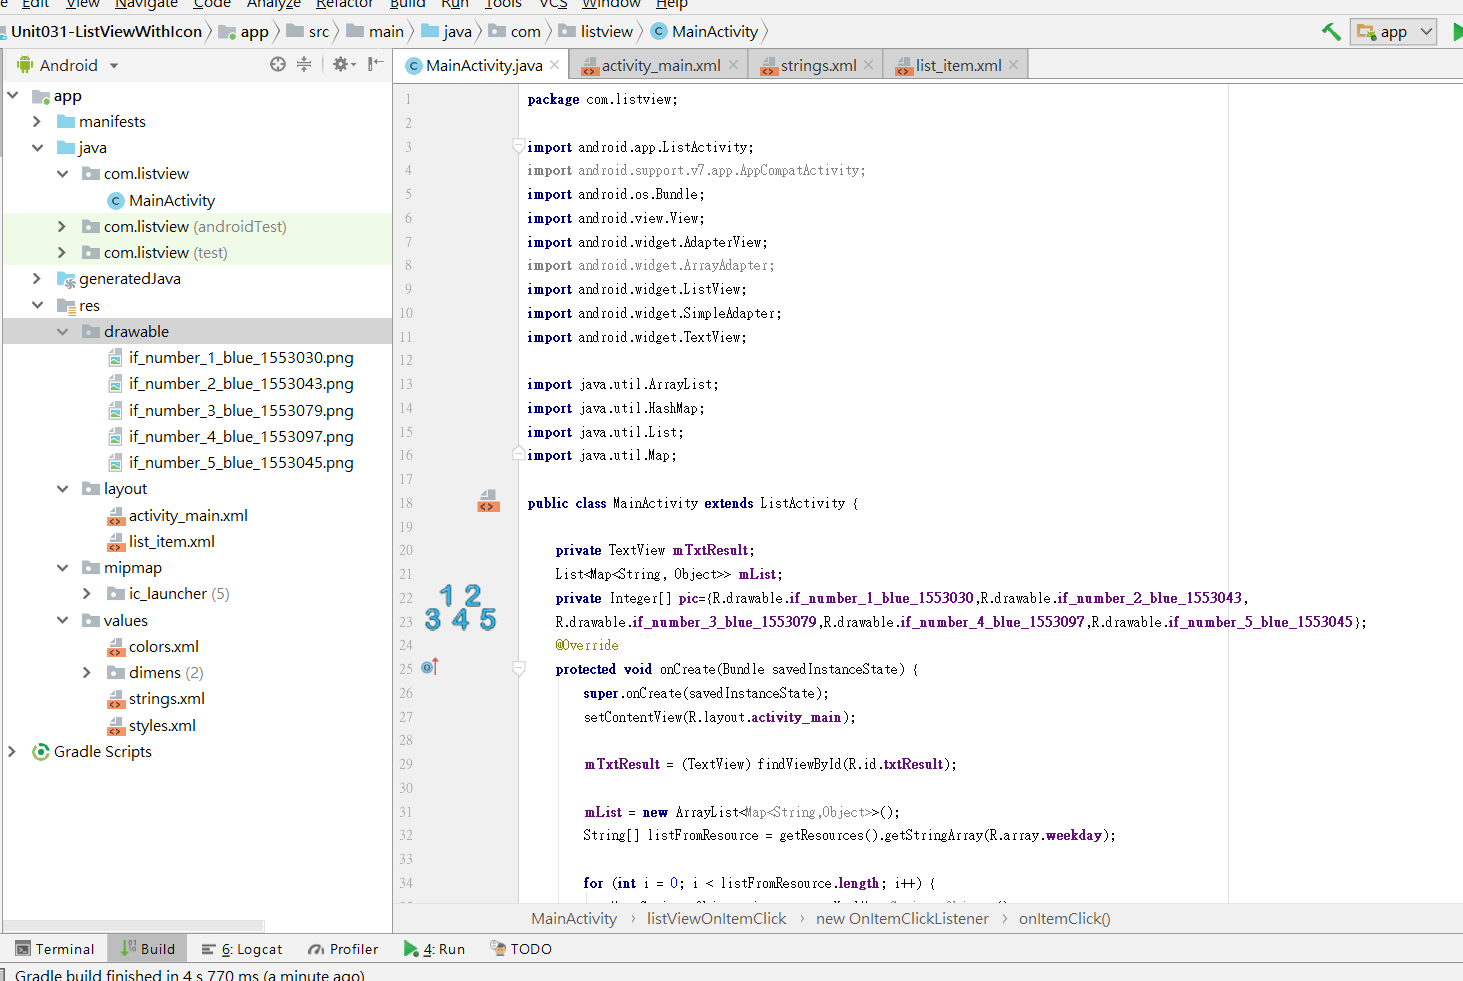 e Edit View Navigate Code Analyze Refactor Build Run Tools VCS Window Help
Unit031-ListViewWithIcon app src main java com listview MainActivity app
Android
MainActivity.java activity_main.xml strings.xml list_item.xml
app
manifests
java
com.listview
MainActivity
com.listview (androidTest)
com.listview (test)
generatedJava
res
drawable
if_number_1_blue_1553030.png
if_number_2_blue_1553043.png
if_number_3_blue_1553079.png
if_number_4_blue_1553097.png
if_number_5_blue_1553045.png
layout
activity_main.xml
list_item.xml
mipmap
ic_launcher (5)
values
colors.xml
dimens (2)
strings.xml
styles.xml
Gradle Scripts
1 package com.listview;
2
3 import android.app.ListActivity;
4 import android.support.v7.app.AppCompatActivity;
5 import android.os.Bundle;
6 import android.view.View;
7 import android.widget.AdapterView;
8 import android.widget.ArrayAdapter;
9 import android.widget.ListView;
10 import android.widget.SimpleAdapter;
11 import android.widget.TextView;
12
13 import java.util.ArrayList;
14 import java.util.HashMap;
15 import java.util.List;
16 import java.util.Map;
17
18 public class MainActivity extends ListActivity {
19
20 private TextView mTxtResult;
21 List<Map<String, Object>> mList;
22 1 2 private Integer[] pic={R.drawable.if_number_1_blue_1553030,R.drawable.if_number_2_blue_1553043,
23 3 4 5 R.drawable.if_number_3_blue_1553079,R.drawable.if_number_4_blue_1553097,R.drawable.if_number_5_blue_1553045};
24 @Override
25 protected void onCreate(Bundle savedInstanceState) {
26 super.onCreate(savedInstanceState);
27 setContentView(R.layout.activity_main);
28
29 mTxtResult = (TextView) findViewById(R.id.txtResult);
30
31 mList = new ArrayList<Map<String,Object>>();
32 String[] listFromResource = getResources().getStringArray(R.array.weekday);
33
34 for (int i = 0; i < listFromResource.length; i++) {
MainActivity › listViewOnItemClick › new OnItemClickListener › onItemClick()
Terminal Build 6: Logcat Profiler 4: Run TODO
Gradle build finished in 4 s 770 ms (a minute ago)